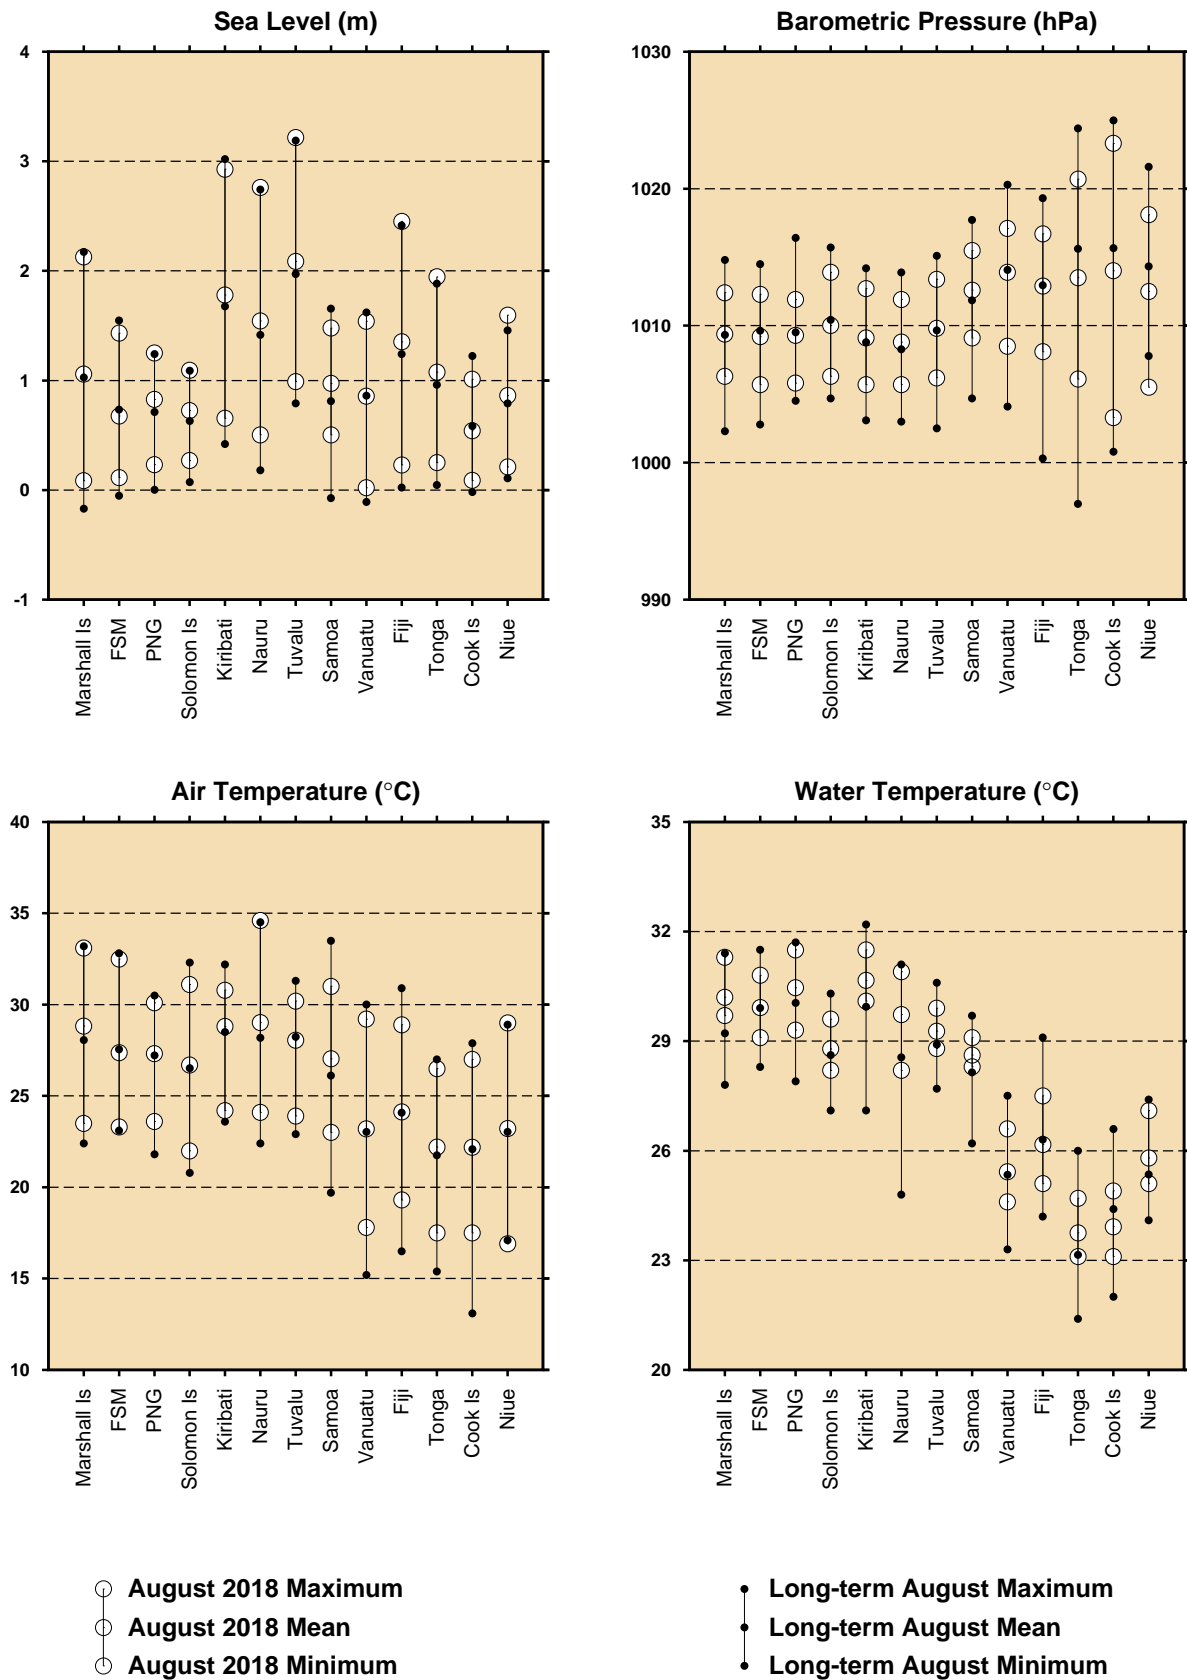 Sea Level (m)
4
3
2
1
0
-1
Marshall Is
FSM
PNG
Solomon Is
Kiribati
Nauru
Tuvalu
Samoa
Vanuatu
Fiji
Tonga
Cook Is
Niue
Barometric Pressure (hPa)
1030
1020
1010
1000
990
Marshall Is
FSM
PNG
Solomon Is
Kiribati
Nauru
Tuvalu
Samoa
Vanuatu
Fiji
Tonga
Cook Is
Niue
Air Temperature (°C)
40
35
30
25
20
15
10
Marshall Is
FSM
PNG
Solomon Is
Kiribati
Nauru
Tuvalu
Samoa
Vanuatu
Fiji
Tonga
Cook Is
Niue
Water Temperature (°C)
35
32
29
26
23
20
Marshall Is
FSM
PNG
Solomon Is
Kiribati
Nauru
Tuvalu
Samoa
Vanuatu
Fiji
Tonga
Cook Is
Niue
August 2018 Maximum
August 2018 Mean
August 2018 Minimum
Long-term August Maximum
Long-term August Mean
Long-term August Minimum